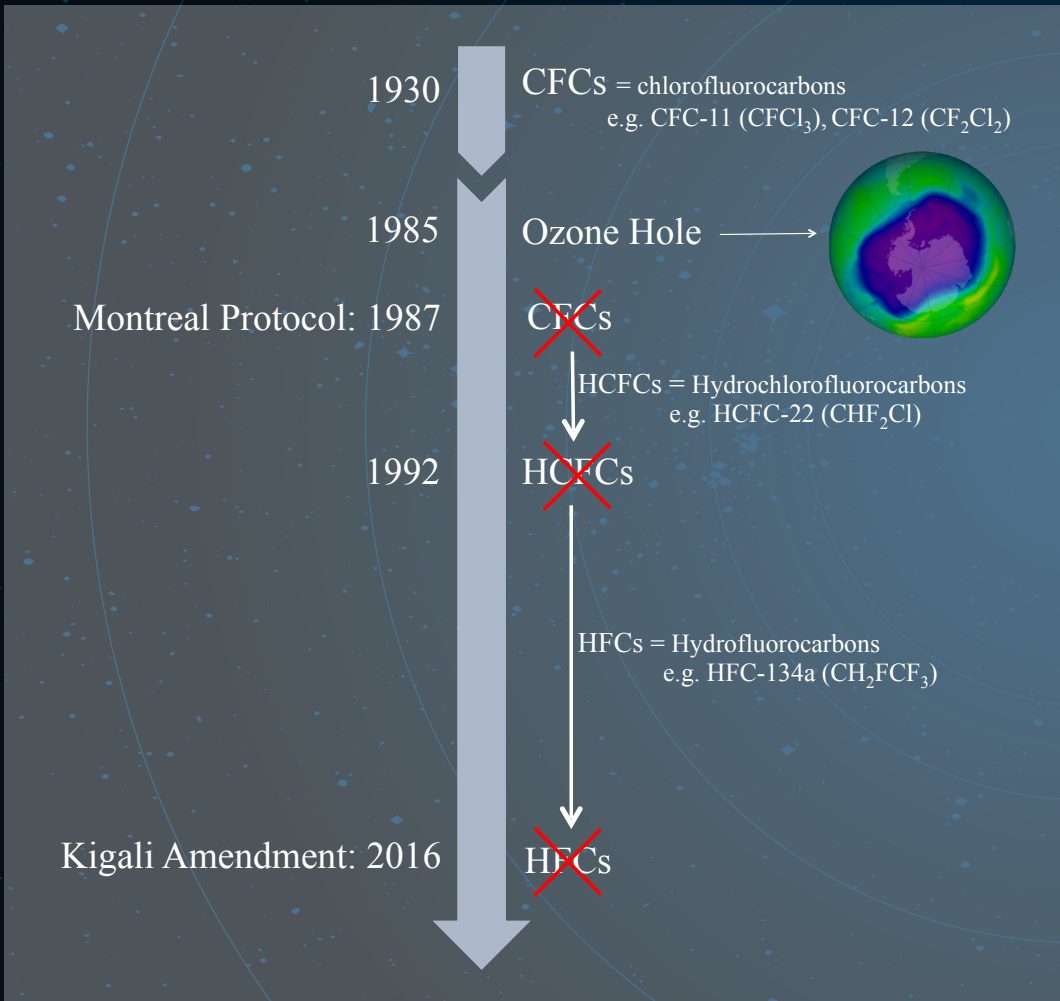 1930 CFCs = chlorofluorocarbons
e.g. CFC-11 (CFCl₃), CFC-12 (CF₂Cl₂)
1985 Ozone Hole
Montreal Protocol: 1987 CFCs
HCFCs = Hydrochlorofluorocarbons
e.g. HCFC-22 (CHF₂Cl)
1992 HCFCs
HFCs = Hydrofluorocarbons
e.g. HFC-134a (CH₂FCF₃)
Kigali Amendment: 2016 HFCs